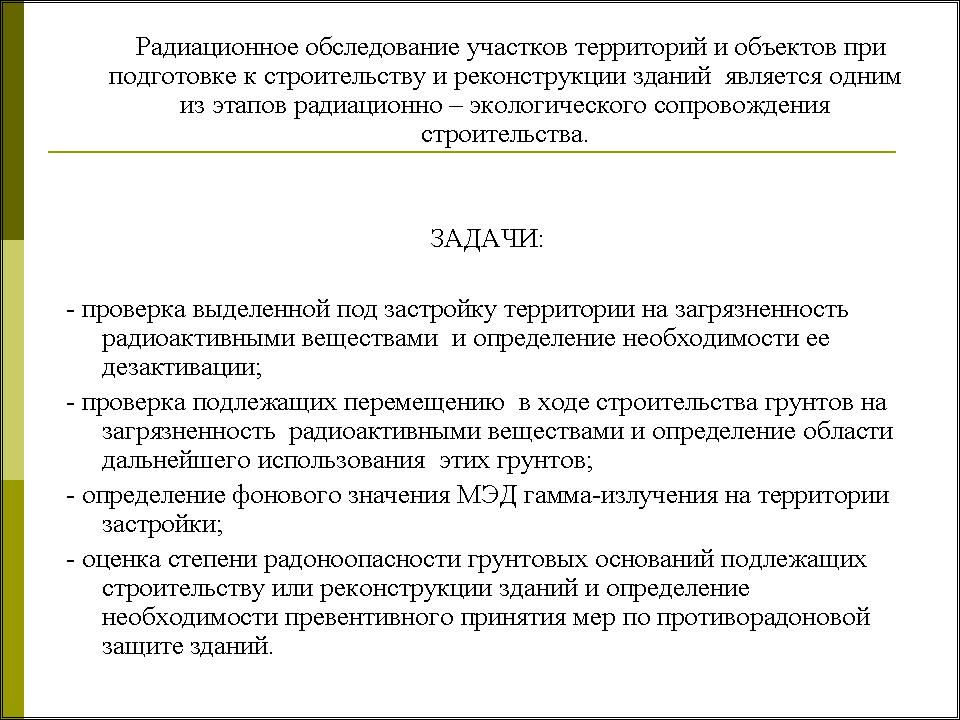 Радиационное обследование участков территорий и объектов при
подготовке к строительству и реконструкции зданий является одним
из этапов радиационно – экологического сопровождения
строительства.
ЗАДАЧИ:
- проверка выделенной под застройку территории на загрязненность
радиоактивными веществами и определение необходимости ее
дезактивации;
- проверка подлежащих перемещению в ходе строительства грунтов на
загрязненность радиоактивными веществами и определение области
дальнейшего использования этих грунтов;
- определение фонового значения МЭД гамма-излучения на территории
застройки;
- оценка степени радоноопасности грунтовых оснований подлежащих
строительству или реконструкции зданий и определение
необходимости превентивного принятия мер по противорадоновой
защите зданий.